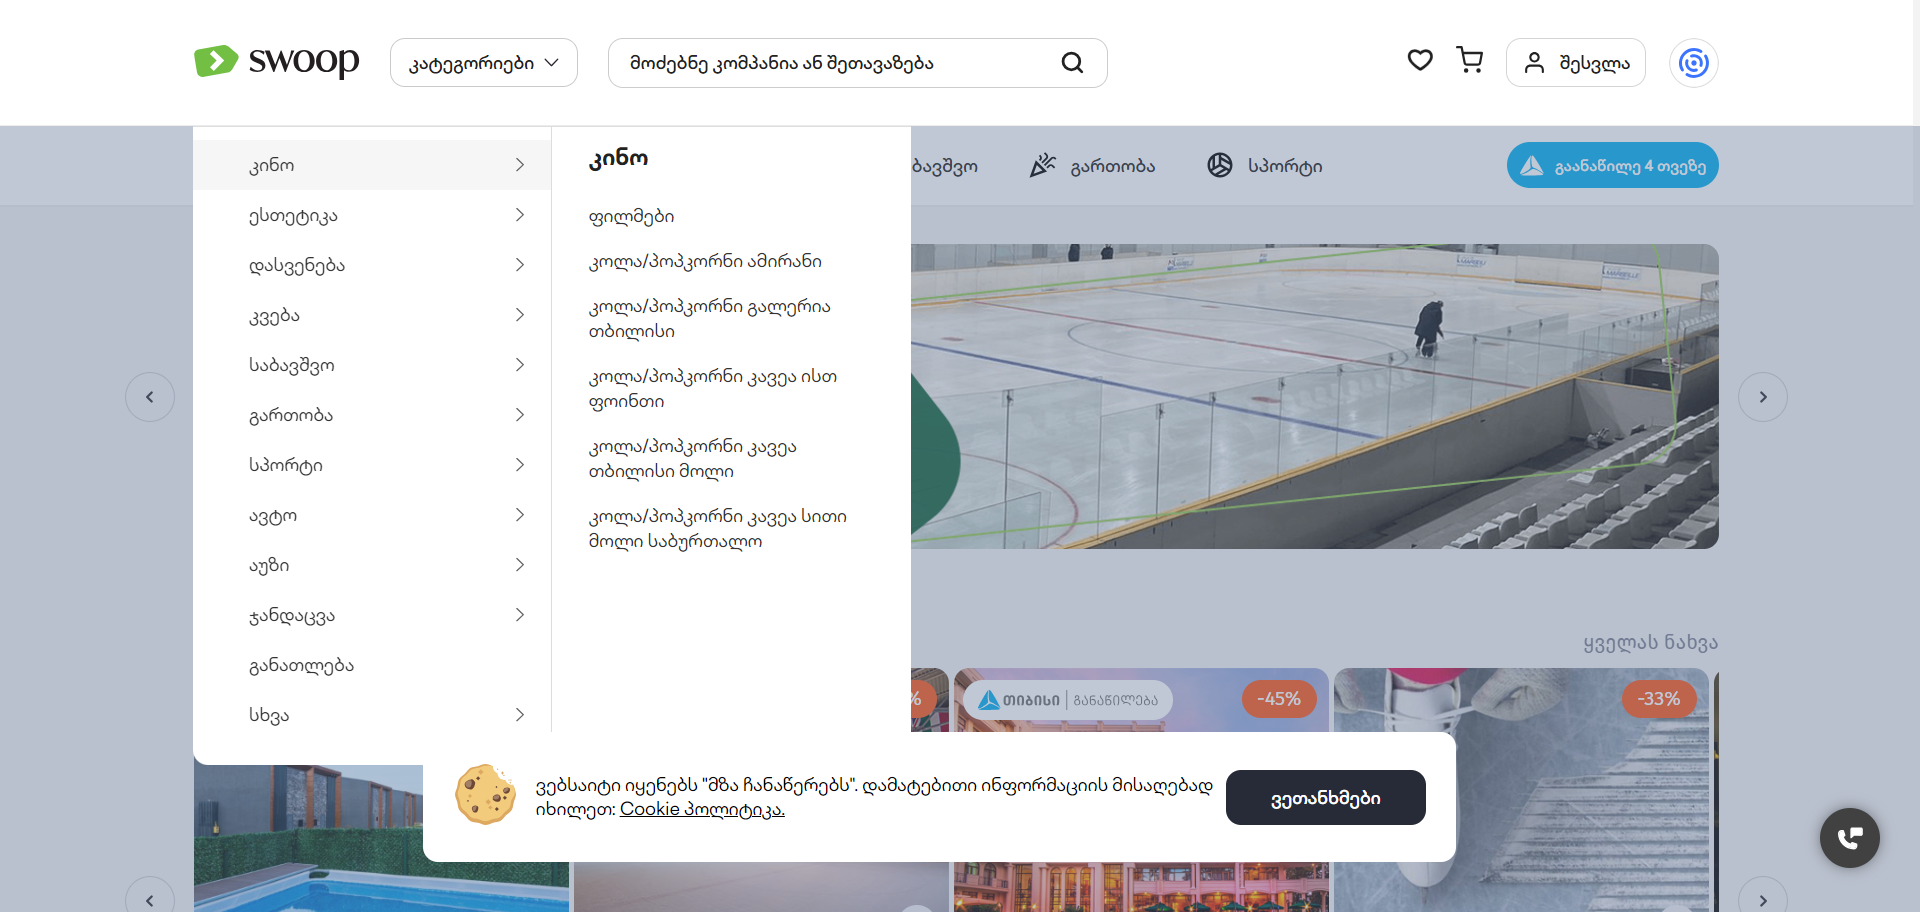 swoop
კატეგორიები
მოძებნე კომპანია ან შეთავაზება
შესვლა
კინო
ესთეტიკა
დასვენება
კვება
საბავშვო
გართობა
სპორტი
ავტო
აუზი
ჯანდაცვა
განათლება
სხვა
კინო
ფილმები
კოლა/პოპკორნი ამირანი
კოლა/პოპკორნი გალერია
თბილისი
კოლა/პოპკორნი კავეა ისთ
ფოინთი
კოლა/პოპკორნი კავეა
თბილისი მოლი
კოლა/პოპკორნი კავეა სითი
მოლი საბურთალო
ბავშვო
გართობა
სპორტი
გაანაწილე 4 თვეზე
ყველას ნახვა
%
თიბისი | განაწილება
-45%
-33%
ვებსაიტი იყენებს "მზა ჩანაწერებს". დამატებითი ინფორმაციის მისაღებად
იხილეთ: Cookie პოლიტიკა.
ვეთანხმები